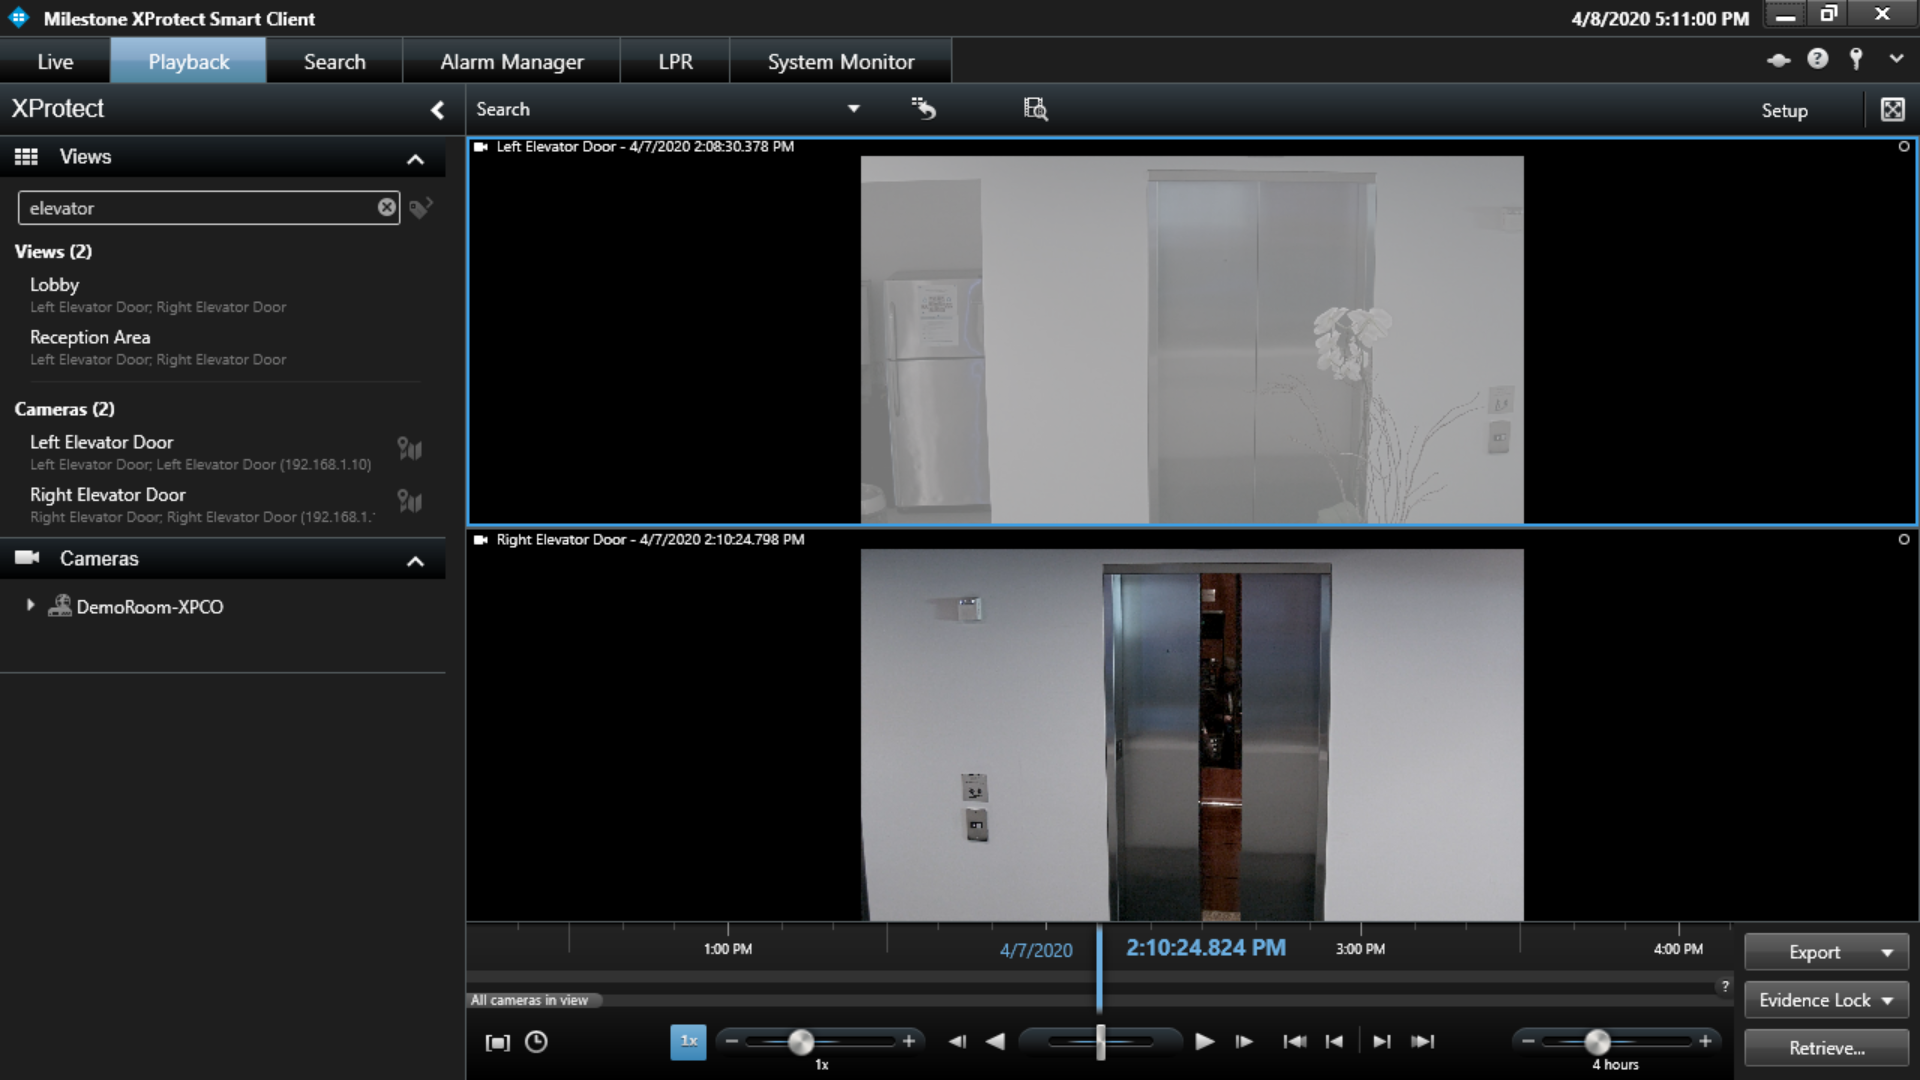 Milestone XProtect Smart Client
4/8/2020 5:11:00 PM
Live
Playback
Search
Alarm Manager
LPR
System Monitor
XProtect
Search
Setup
Views
elevator
Views (2)
Lobby
Left Elevator Door; Right Elevator Door
Reception Area
Left Elevator Door; Right Elevator Door
Cameras (2)
Left Elevator Door
Left Elevator Door; Left Elevator Door (192.168.1.10)
Right Elevator Door
Right Elevator Door; Right Elevator Door (192.168.1.
Cameras
DemoRoom-XPCO
Left Elevator Door - 4/7/2020 2:08:30.378 PM
Right Elevator Door - 4/7/2020 2:10:24.798 PM
1:00 PM
4/7/2020
2:10:24.824 PM
3:00 PM
4:00 PM
All cameras in view
?
1x
1x
4 hours
Export
Evidence Lock
Retrieve...